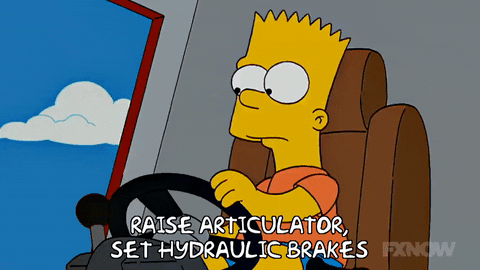 RAISE ARTICULATOR,
SET HYDRAULIC BRAKES
FXNOW